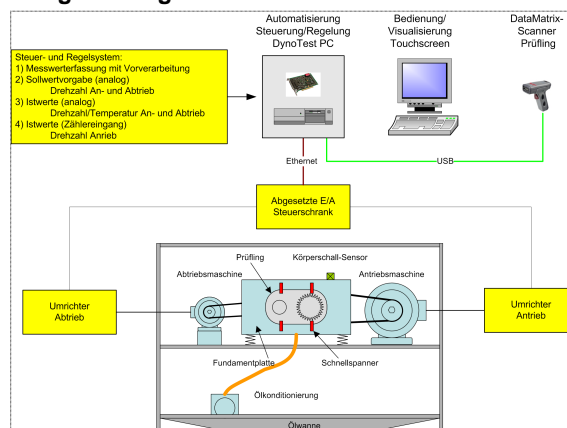 Automatisierung
Steuerung/Regelung
DynoTest PC
Bedienung/
Visualisierung
Touchscreen
DataMatrix-
Scanner
Prüfling
Steuer- und Regelsystem:
1) Messwerterfassung mit Vorverarbeitung
2) Sollwertvorgabe (analog)
Drehzahl An- und Abtrieb
3) Istwerte (analog)
Drehzahl/Temperatur An- und Abtrieb
4) Istwerte (Zählereingang)
Drehzahl Anrieb
Ethernet
USB
Abgesetzte E/A
Steuerschrank
Prüfling
Körperschall-Sensor
Abtriebsmaschine
Antriebsmaschine
Umrichter
Abtrieb
Umrichter
Antrieb
Fundamentplatte
Schnellspanner
Ölkonditionierung
Ölwanne